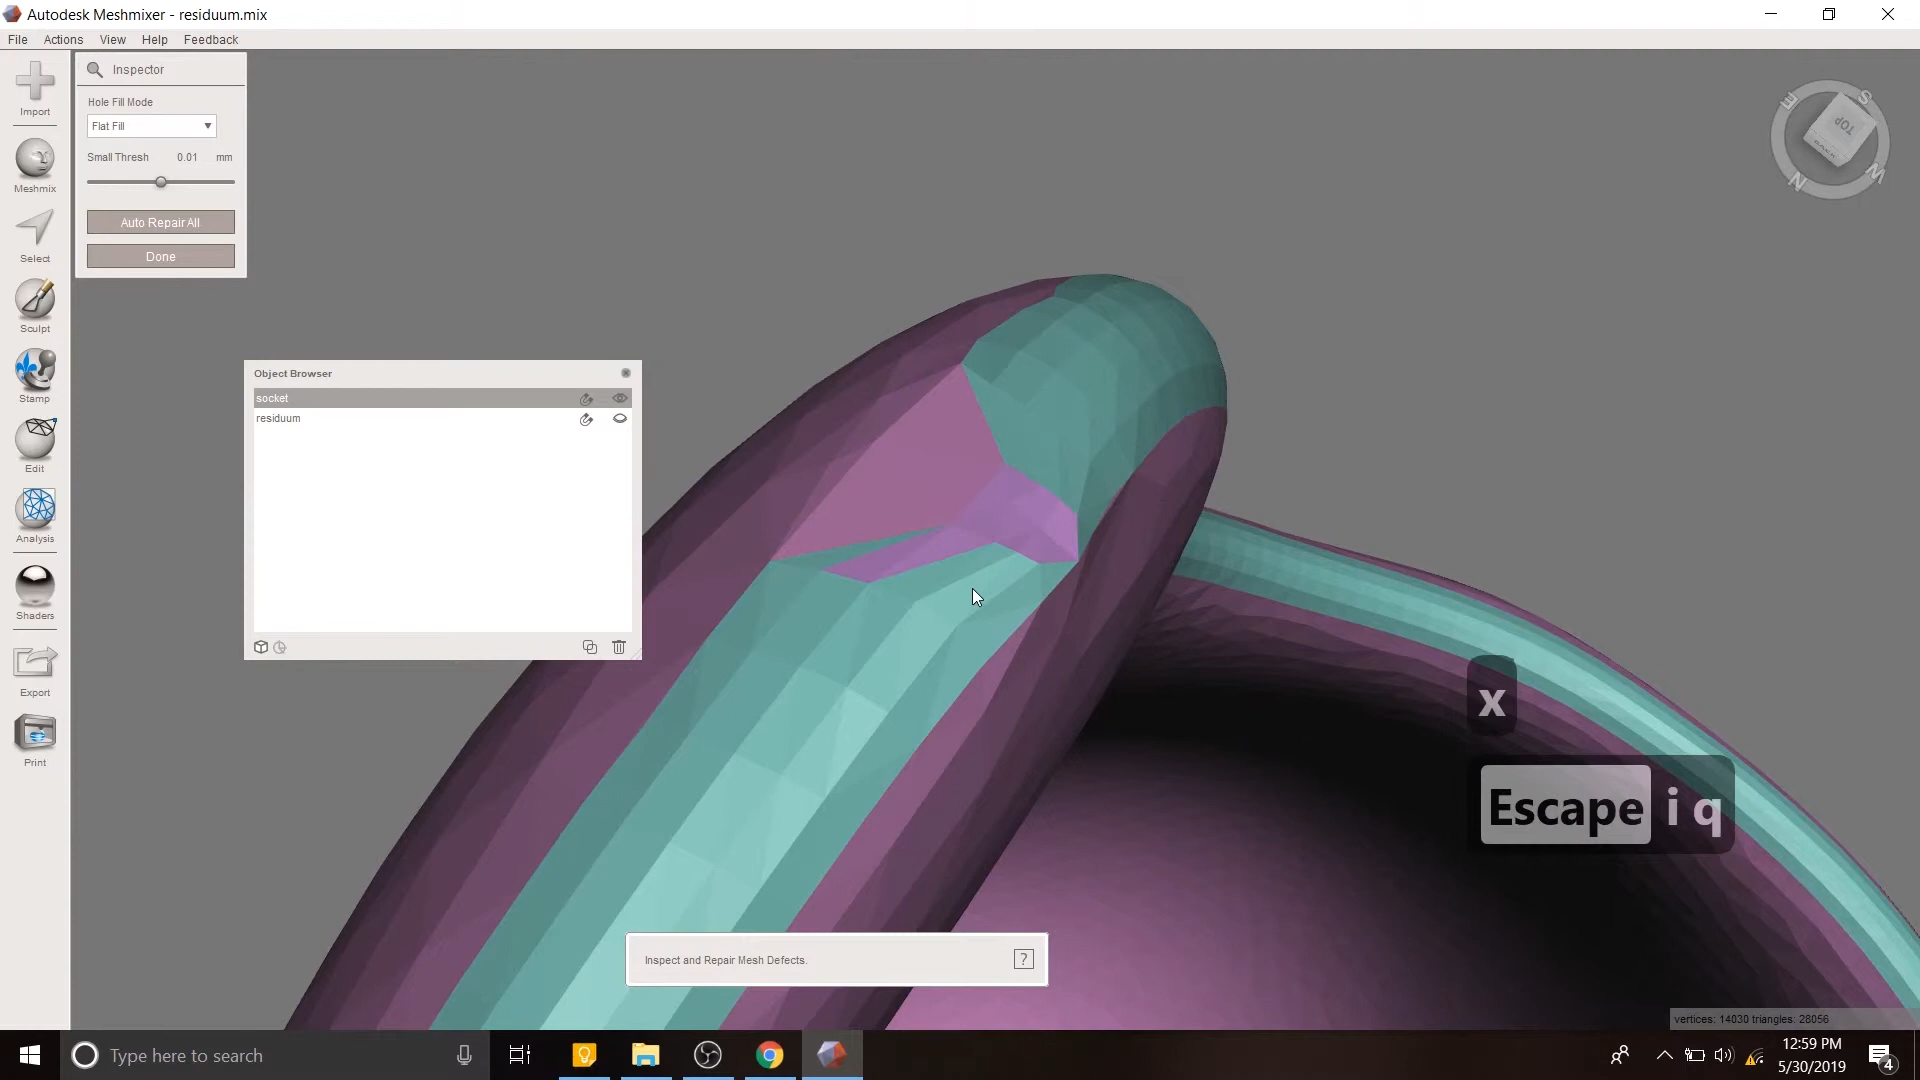 Autodesk Meshmixer - residuum.mix
File Actions View Help Feedback
Import
Meshmix
Select
Sculpt
Stamp
Edit
Analysis
Shaders
Export
Print
Inspector
Hole Fill Mode
Flat Fill
Small Thresh 0.01 mm
Auto Repair All
Done
Object Browser
socket
residuum
TOP
BACK
E
S
N
W
x
Escape i q
Inspect and Repair Mesh Defects.
?
vertices: 14030 triangles: 28056
Type here to search
12:59 PM
5/30/2019
4